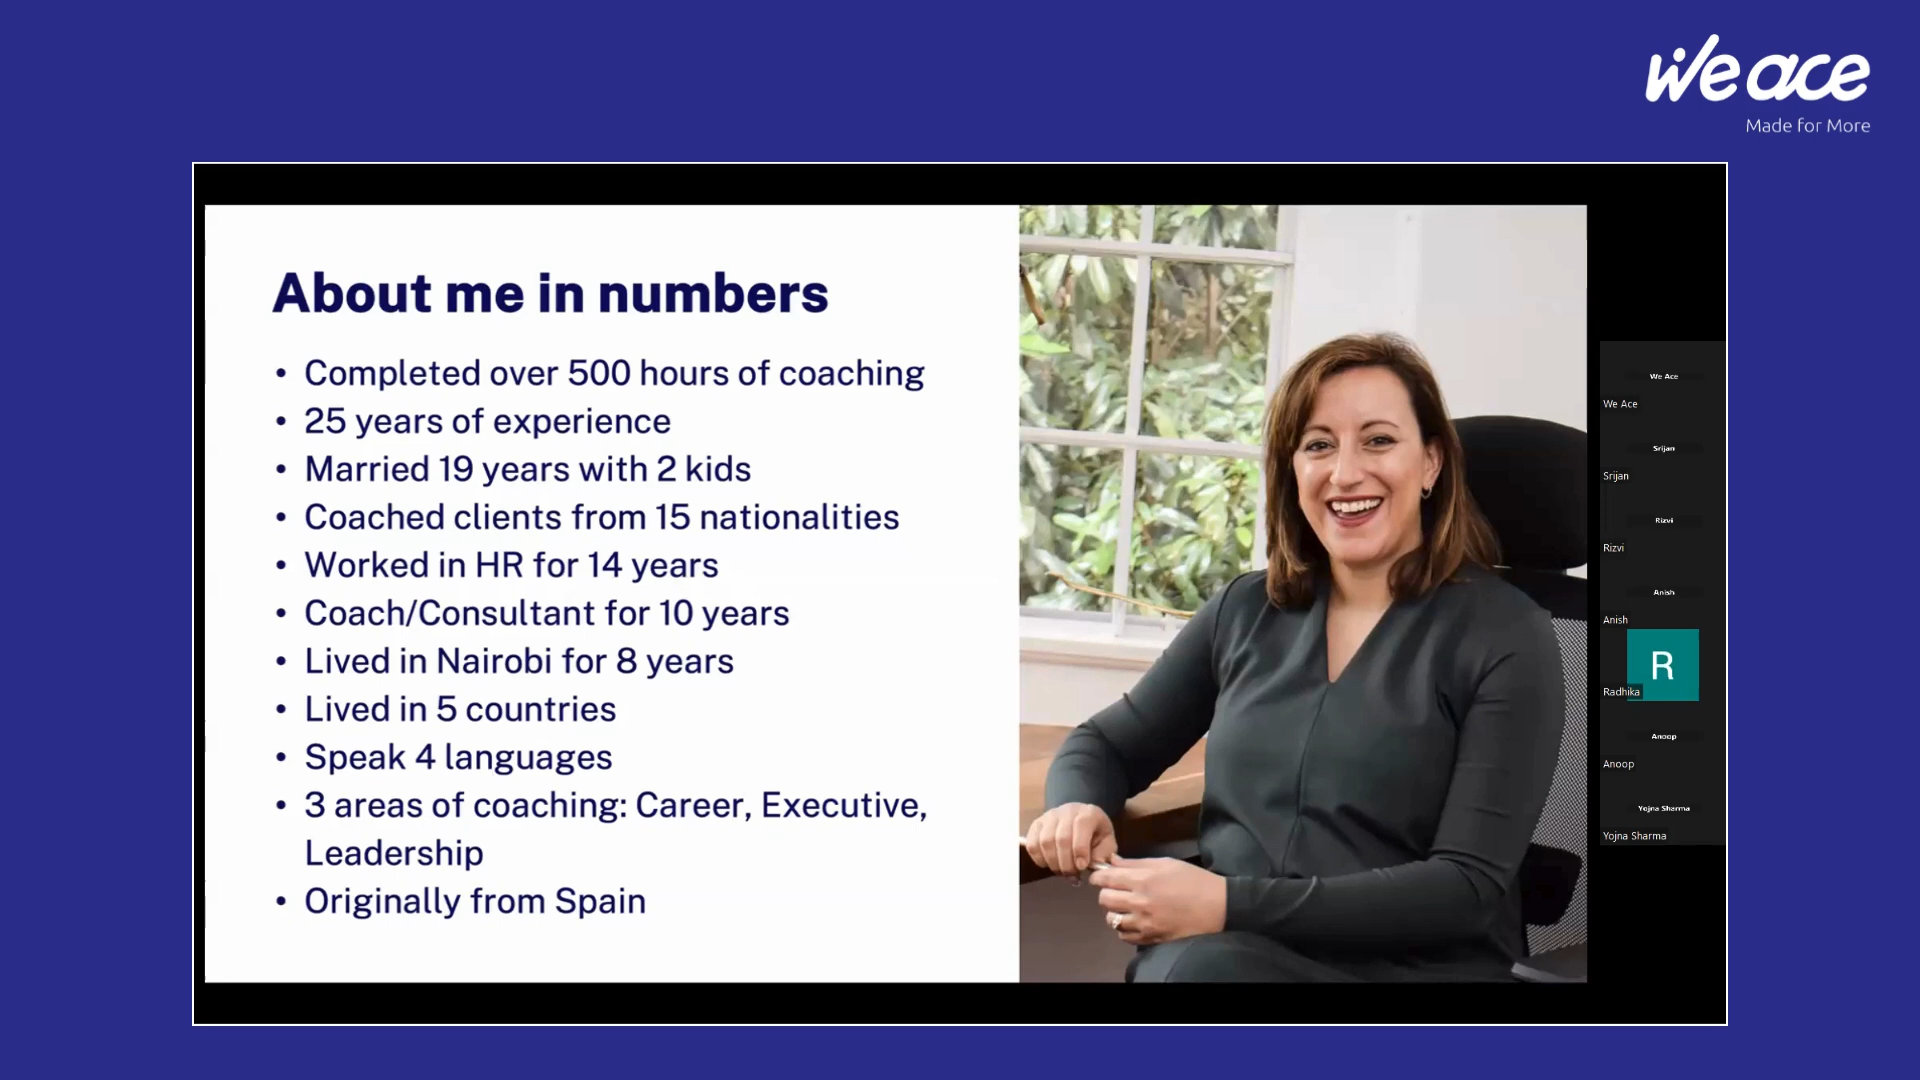 We ace
Made for More
About me in numbers
• Completed over 500 hours of coaching
• 25 years of experience
• Married 19 years with 2 kids
• Coached clients from 15 nationalities
• Worked in HR for 14 years
• Coach/Consultant for 10 years
• Lived in Nairobi for 8 years
• Lived in 5 countries
• Speak 4 languages
• 3 areas of coaching: Career, Executive,
Leadership
• Originally from Spain
We Ace
We Ace
Srijan
Srijan
Rizvi
Rizvi
Anish
Anish
R
Radhika
Anoop
Anoop
Yojna Sharma
Yojna Sharma